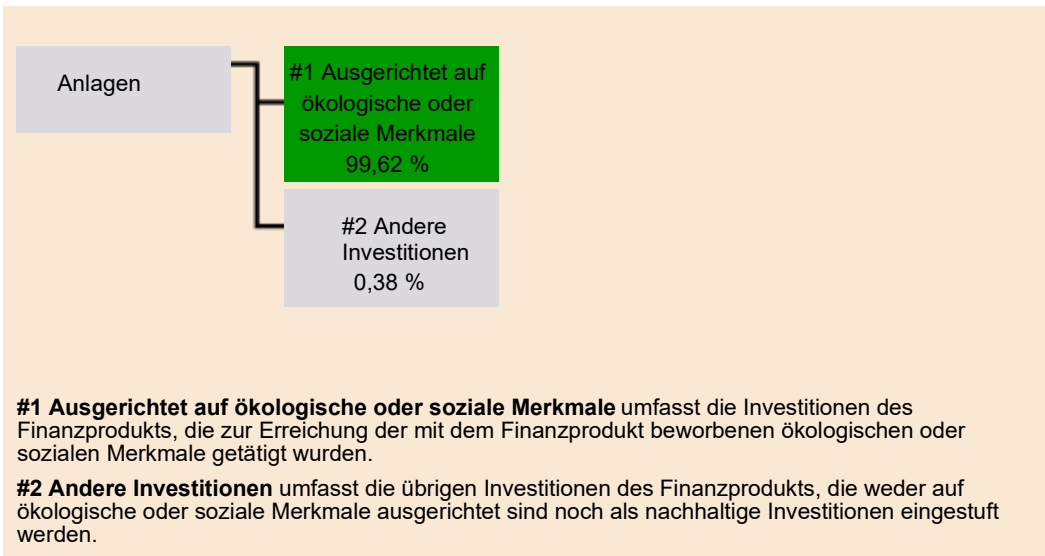 Anlagen
#1 Ausgerichtet auf
ökologische oder
soziale Merkmale
99,62 %
#2 Andere
Investitionen
0,38 %
#1 Ausgerichtet auf ökologische oder soziale Merkmale umfasst die Investitionen des
Finanzprodukts, die zur Erreichung der mit dem Finanzprodukt beworbenen ökologischen oder
sozialen Merkmale getätigt wurden.
#2 Andere Investitionen umfasst die übrigen Investitionen des Finanzprodukts, die weder auf
ökologische oder soziale Merkmale ausgerichtet sind noch als nachhaltige Investitionen eingestuft
werden.